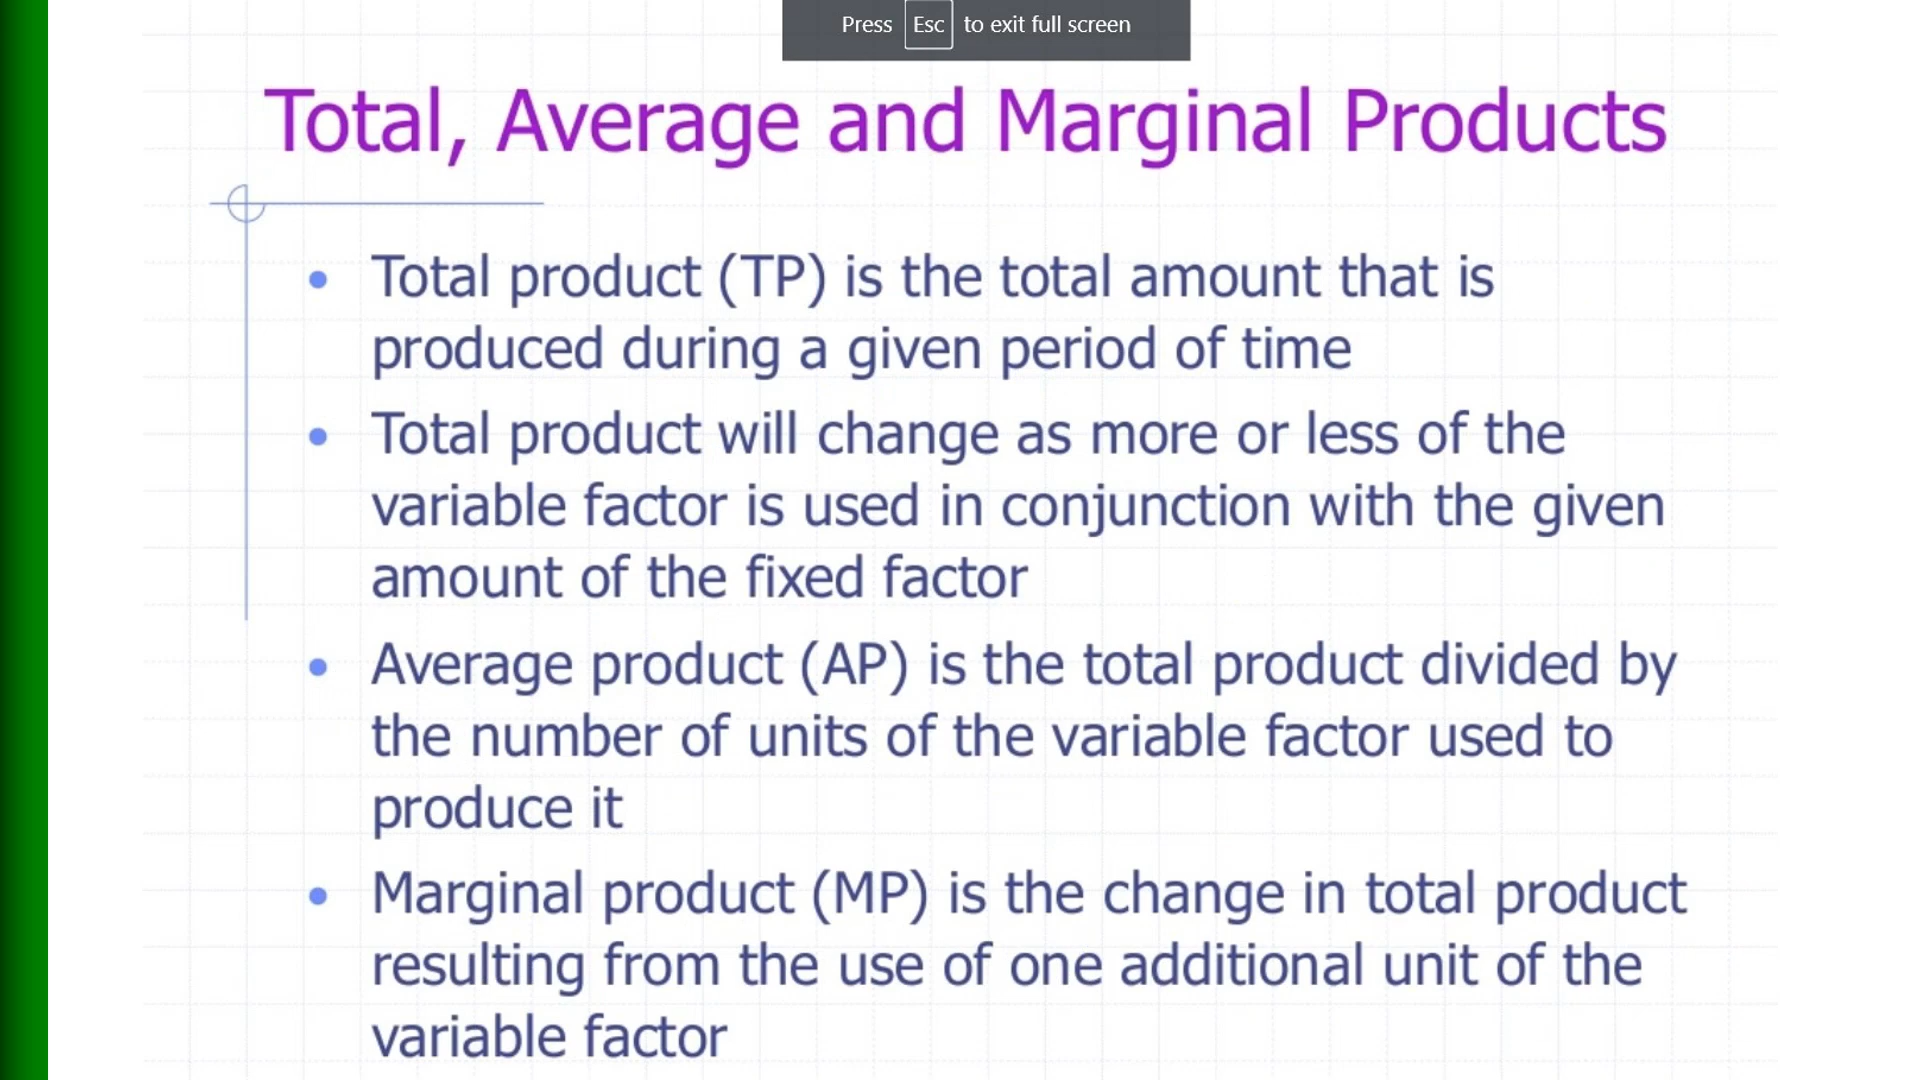 Press Esc to exit full screen
Total, Average and Marginal Products
• Total product (TP) is the total amount that is
produced during a given period of time
• Total product will change as more or less of the
variable factor is used in conjunction with the given
amount of the fixed factor
• Average product (AP) is the total product divided by
the number of units of the variable factor used to
produce it
• Marginal product (MP) is the change in total product
resulting from the use of one additional unit of the
variable factor